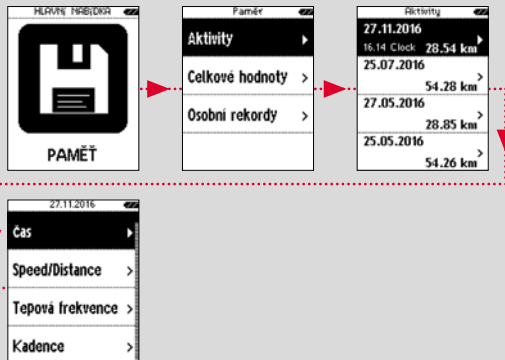 HLAVNÍ NABÍDKA
PAMĚŤ
Paměť
Aktivity
Celkové hodnoty
Osobní rekordy
Aktivity
27.11.2016
16.14 Clock 28.54 km
25.07.2016
54.28 km
27.05.2016
28.85 km
25.05.2016
54.26 km
27.11.2016
Čas
Speed/Distance
Tepová frekvence
Kadence